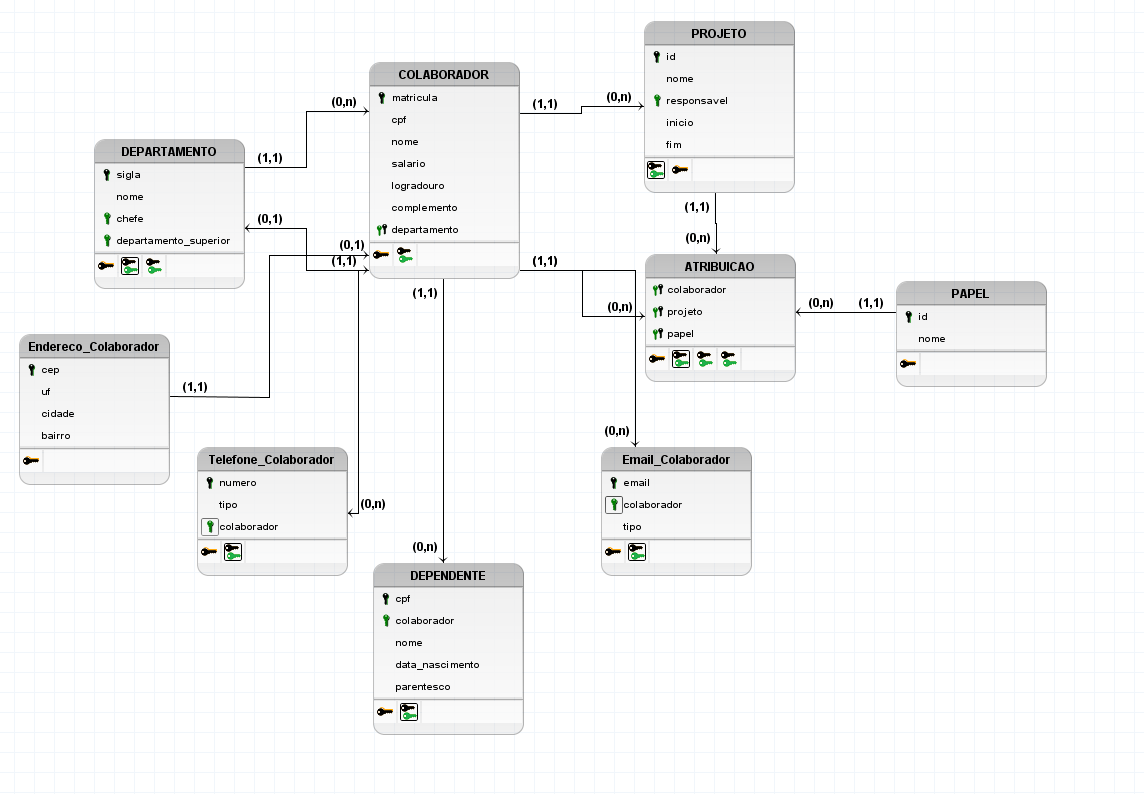 PROJETO
id
nome
responsavel
inicio
fim
COLABORADOR
matricula
cpf
nome
salario
logradouro
complemento
departamento
DEPARTAMENTO
sigla
nome
chefe
departamento_superior
(0,n)
(1,1)
(1,1)
(0,n)
(0,1)
(0,1)
(1,1)
(1,1)
(0,n)
(1,1)
(0,n)
ATRIBUICAO
colaborador
projeto
papel
(0,n)
(1,1)
PAPEL
id
nome
(1,1)
Endereco_Colaborador
cep
uf
cidade
bairro
(1,1)
Telefone_Colaborador
numero
tipo
colaborador
(0,n)
(0,n)
Email_Colaborador
email
colaborador
tipo
(0,n)
DEPENDENTE
cpf
colaborador
nome
data_nascimento
parentesco